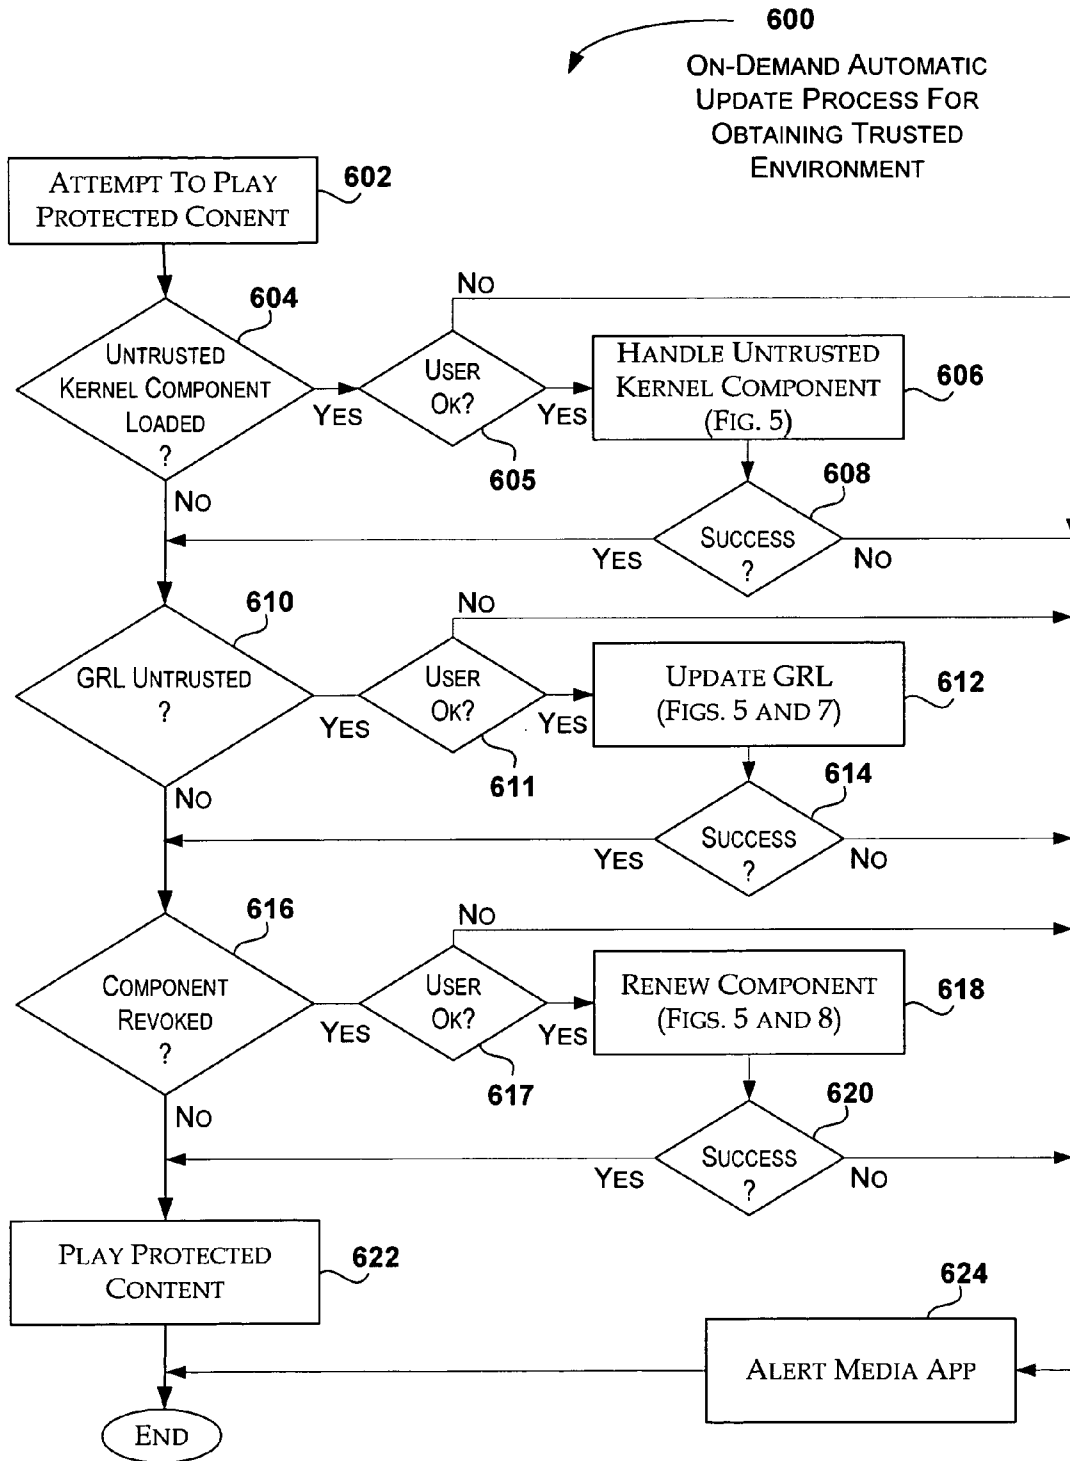 600
ON-DEMAND AUTOMATIC
UPDATE PROCESS FOR
OBTAINING TRUSTED
ENVIRONMENT
ATTEMPT TO PLAY
PROTECTED CONENT
602
604
UNTRUSTED
KERNEL COMPONENT
LOADED
?
YES
NO
NO
USER
OK?
605
YES
HANDLE UNTRUSTED
KERNEL COMPONENT
(FIG. 5)
606
608
SUCCESS
?
YES
NO
610
GRL UNTRUSTED
?
YES
NO
NO
USER
OK?
611
YES
UPDATE GRL
(FIGS. 5 AND 7)
612
614
SUCCESS
?
YES
NO
616
COMPONENT
REVOKED
?
YES
NO
NO
USER
OK?
617
YES
RENEW COMPONENT
(FIGS. 5 AND 8)
618
620
SUCCESS
?
YES
NO
PLAY PROTECTED
CONTENT
622
624
ALERT MEDIA APP
END